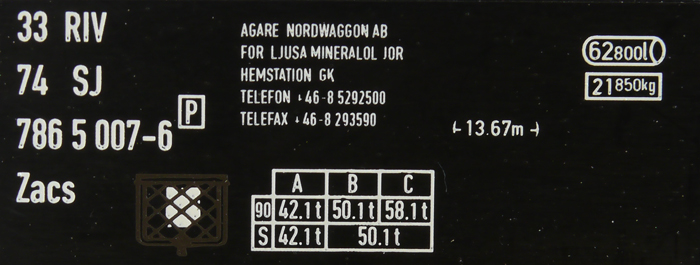 33 RIV
74 SJ
786 5 007-6 P
Zacs
AGARE NORDWAGGON AB
FOR LJUSA MINERALOL JOR
HEMSTATION GK
TELEFON +46-8 5292500
TELEFAX +46-8 293590
13.67m
62800l
21850kg
A B C
90 42.1t 50.1t 58.1t
S 42.1t 50.1t